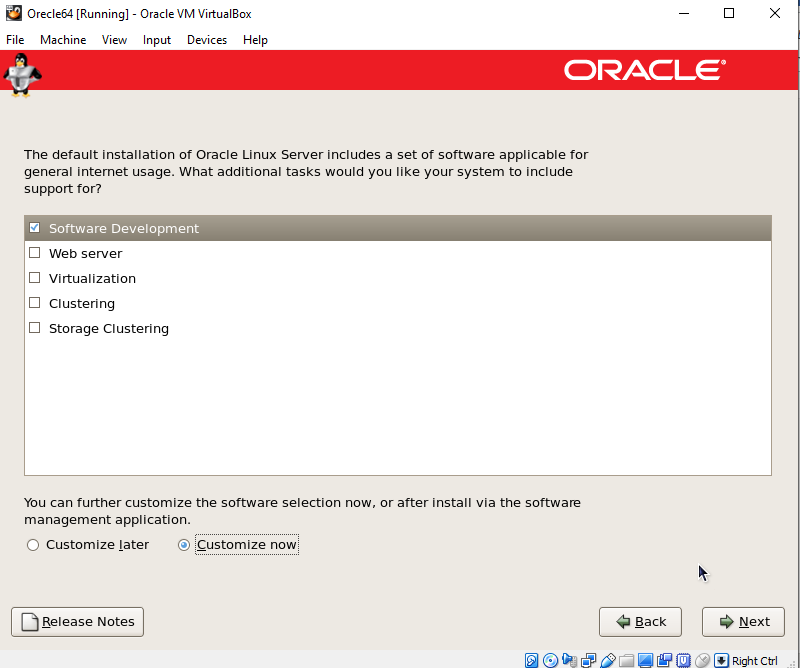 Orecle64 [Running] - Oracle VM VirtualBox
File Machine View Input Devices Help
ORACLE®
The default installation of Oracle Linux Server includes a set of software applicable for
general internet usage. What additional tasks would you like your system to include
support for?
Software Development
Web server
Virtualization
Clustering
Storage Clustering
You can further customize the software selection now, or after install via the software
management application.
Customize later Customize now
Release Notes Back Next
Right Ctrl